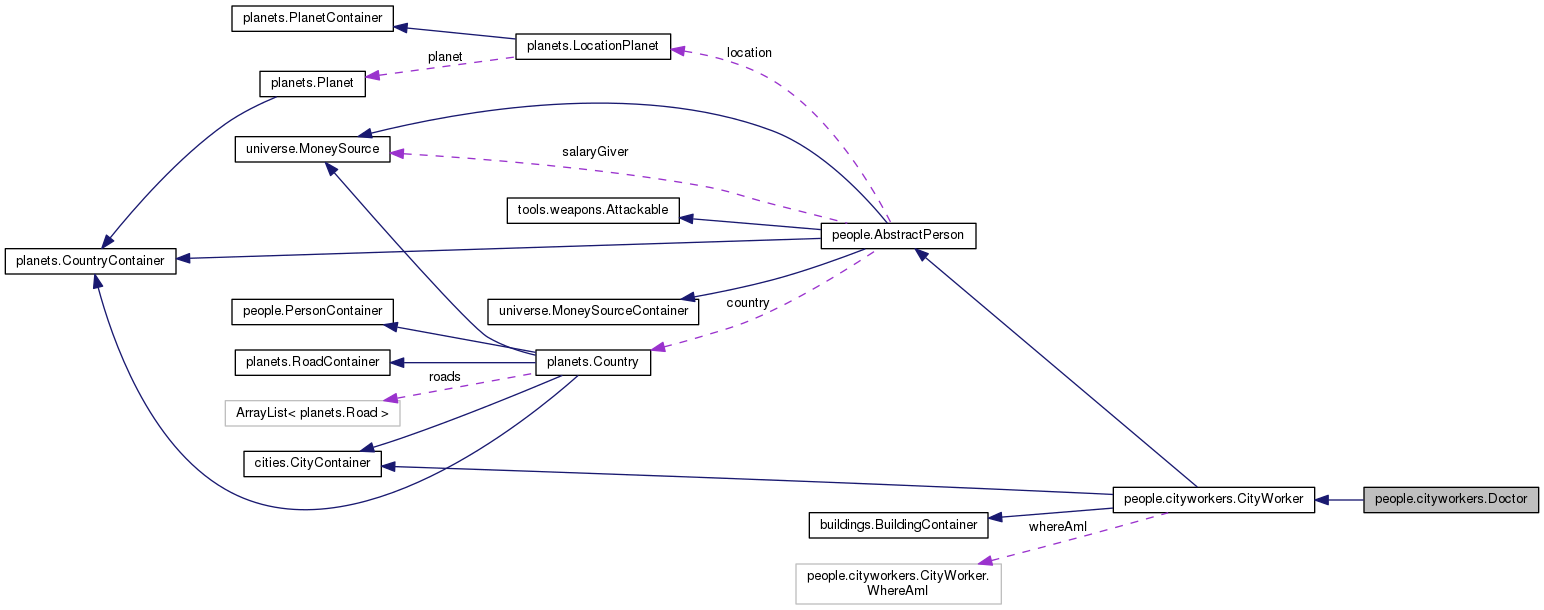 planets.PlanetContainer
planets.LocationPlanet
location
planet
planets.Planet
universe.MoneySource
salaryGiver
tools.weapons.Attackable
people.AbstractPerson
planets.CountryContainer
people.PersonContainer
universe.MoneySourceContainer
country
planets.RoadContainer
planets.Country
roads
ArrayList< planets.Road >
cities.CityContainer
people.cityworkers.CityWorker
people.cityworkers.Doctor
buildings.BuildingContainer
whereAmI
people.cityworkers.CityWorker.
WhereAmI